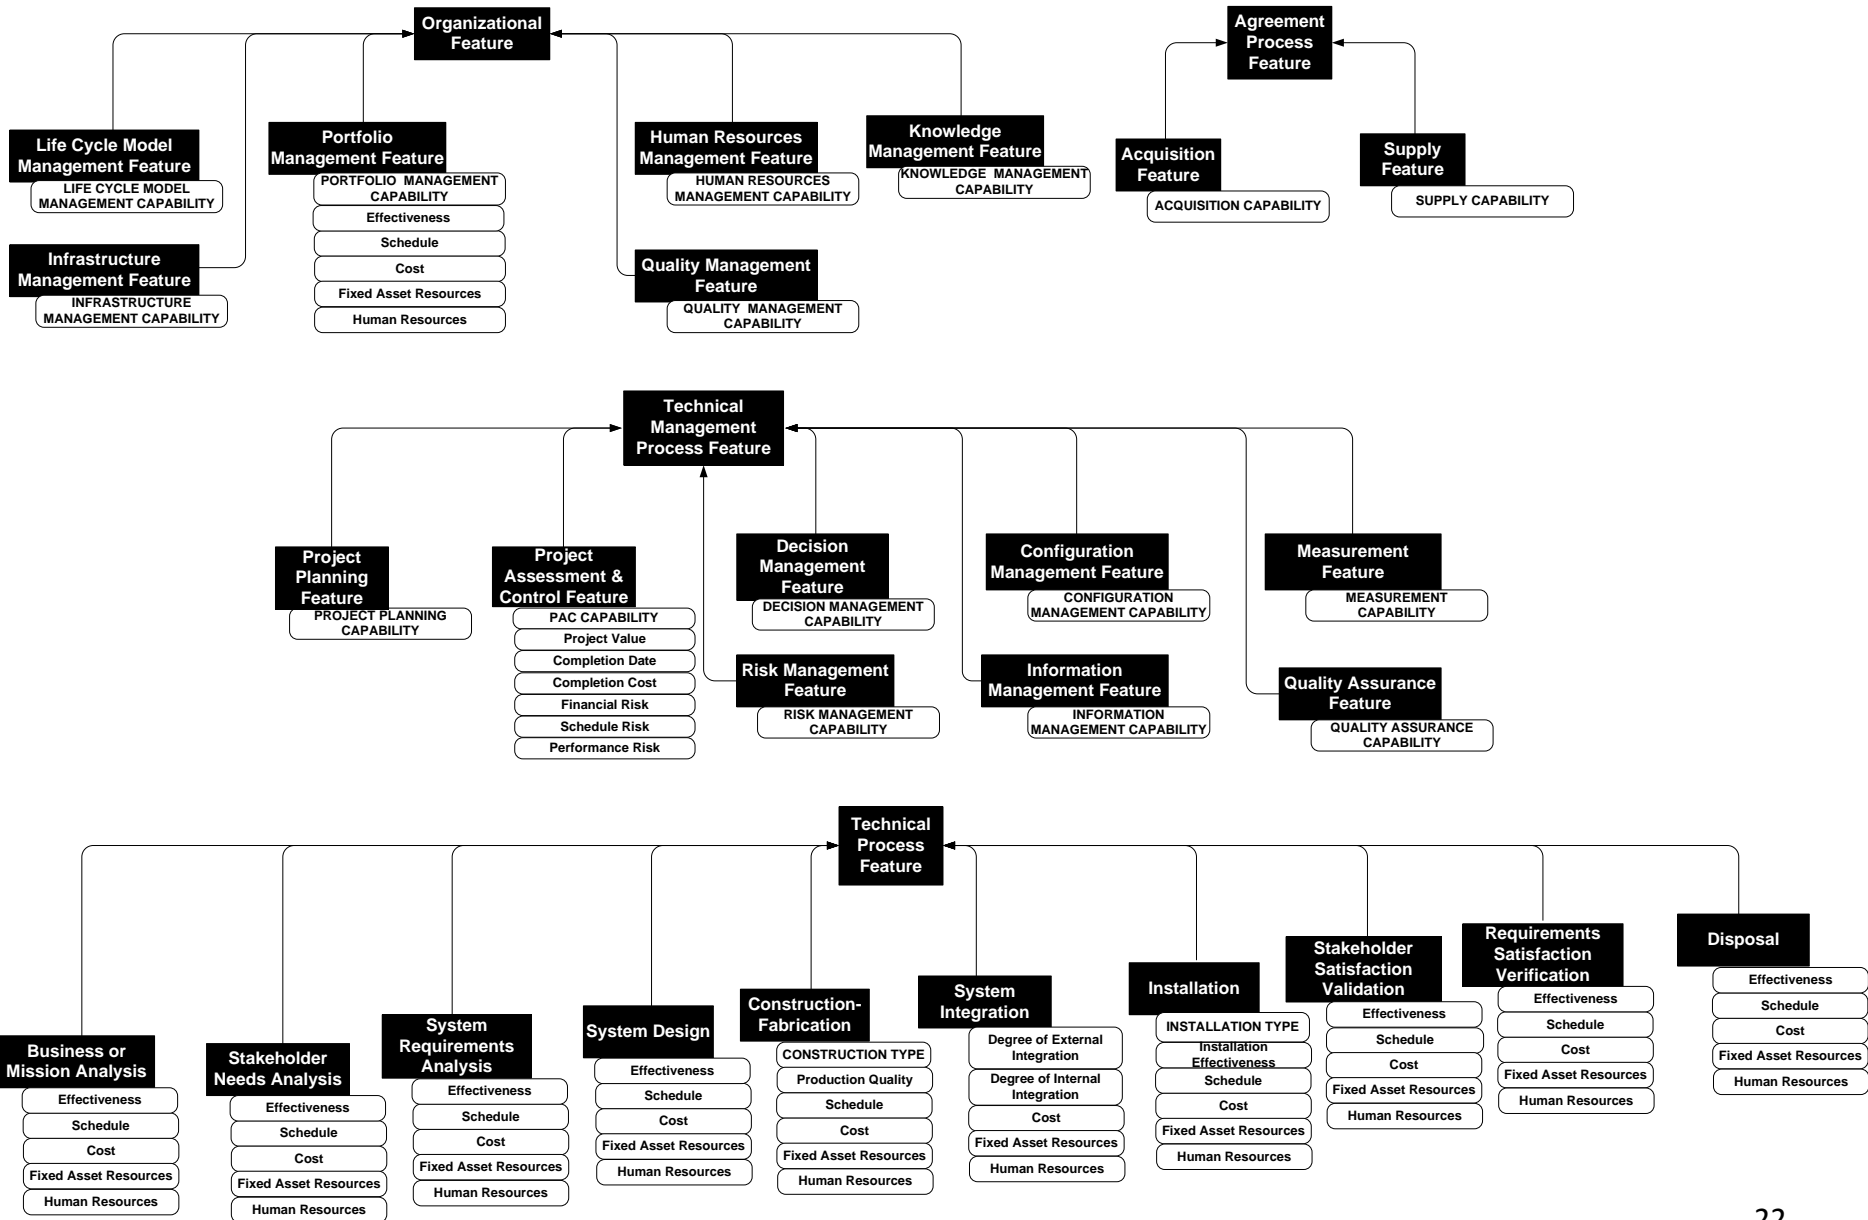 Organizational
Feature
Agreement
Process
Feature
Life Cycle Model
Management Feature
LIFE CYCLE MODEL
MANAGEMENT CAPABILITY
Portfolio
Management Feature
PORTFOLIO MANAGEMENT
CAPABILITY
Effectiveness
Schedule
Cost
Fixed Asset Resources
Human Resources
Human Resources
Management Feature
HUMAN RESOURCES
MANAGEMENT CAPABILITY
Knowledge
Management Feature
KNOWLEDGE MANAGEMENT
CAPABILITY
Acquisition
Feature
ACQUISITION CAPABILITY
Supply
Feature
SUPPLY CAPABILITY
Infrastructure
Management Feature
INFRASTRUCTURE
MANAGEMENT CAPABILITY
Quality Management
Feature
QUALITY MANAGEMENT
CAPABILITY
Technical
Management
Process Feature
Project
Planning
Feature
PROJECT PLANNING
CAPABILITY
Project
Assessment &
Control Feature
PAC CAPABILITY
Project Value
Completion Date
Completion Cost
Financial Risk
Schedule Risk
Performance Risk
Decision
Management
Feature
DECISION MANAGEMENT
CAPABILITY
Configuration
Management Feature
CONFIGURATION
MANAGEMENT CAPABILITY
Measurement
Feature
MEASUREMENT
CAPABILITY
Risk Management
Feature
RISK MANAGEMENT
CAPABILITY
Information
Management Feature
INFORMATION
MANAGEMENT CAPABILITY
Quality Assurance
Feature
QUALITY ASSURANCE
CAPABILITY
Technical
Process
Feature
Business or
Mission Analysis
Effectiveness
Schedule
Cost
Fixed Asset Resources
Human Resources
Stakeholder
Needs Analysis
Effectiveness
Schedule
Cost
Fixed Asset Resources
Human Resources
System
Requirements
Analysis
Effectiveness
Schedule
Cost
Fixed Asset Resources
Human Resources
System Design
Effectiveness
Schedule
Cost
Fixed Asset Resources
Human Resources
Construction-
Fabrication
CONSTRUCTION TYPE
Production Quality
Schedule
Cost
Fixed Asset Resources
Human Resources
System
Integration
Degree of External
Integration
Degree of Internal
Integration
Cost
Fixed Asset Resources
Human Resources
Installation
INSTALLATION TYPE
Installation
Effectiveness
Schedule
Cost
Fixed Asset Resources
Human Resources
Stakeholder
Satisfaction
Validation
Effectiveness
Schedule
Cost
Fixed Asset Resources
Human Resources
Requirements
Satisfaction
Verification
Effectiveness
Schedule
Cost
Fixed Asset Resources
Human Resources
Disposal
Effectiveness
Schedule
Cost
Fixed Asset Resources
Human Resources
22